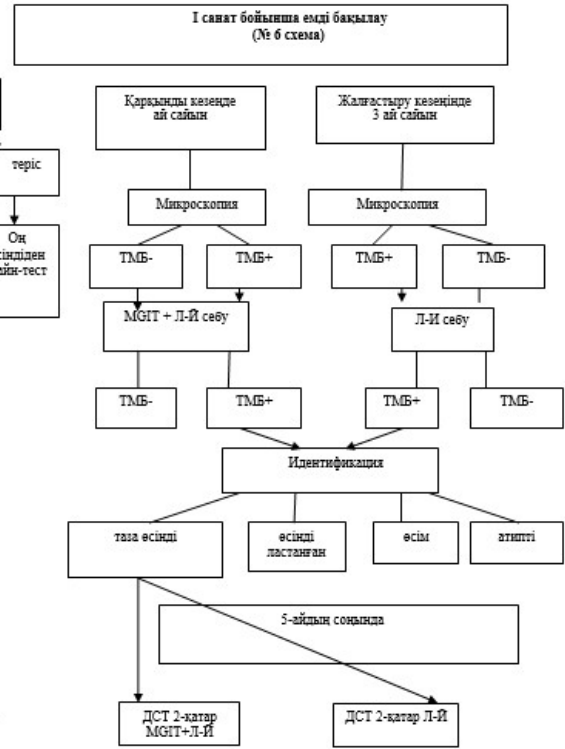 I санат бойынша емді бақылау
(№ 6 схема)
Қарқынды кезеңде
ай сайын
Жалғастыру кезеңінде
3 ай сайын
теріс
Микроскопия
Микроскопия
Оң
айн-тест
ТМБ-
ТМБ+
ТМБ+
ТМБ-
MGIT + Л-Й себу
Л-И себу
ТМБ-
ТМБ+
ТМБ+
ТМБ-
Идентификация
таза өсінді
өсінді
ластанған
өсім
атипті
5-айдың соңында
ДСТ 2-қатар
MGIT+Л-Й
ДСТ 2-қатар Л-Й